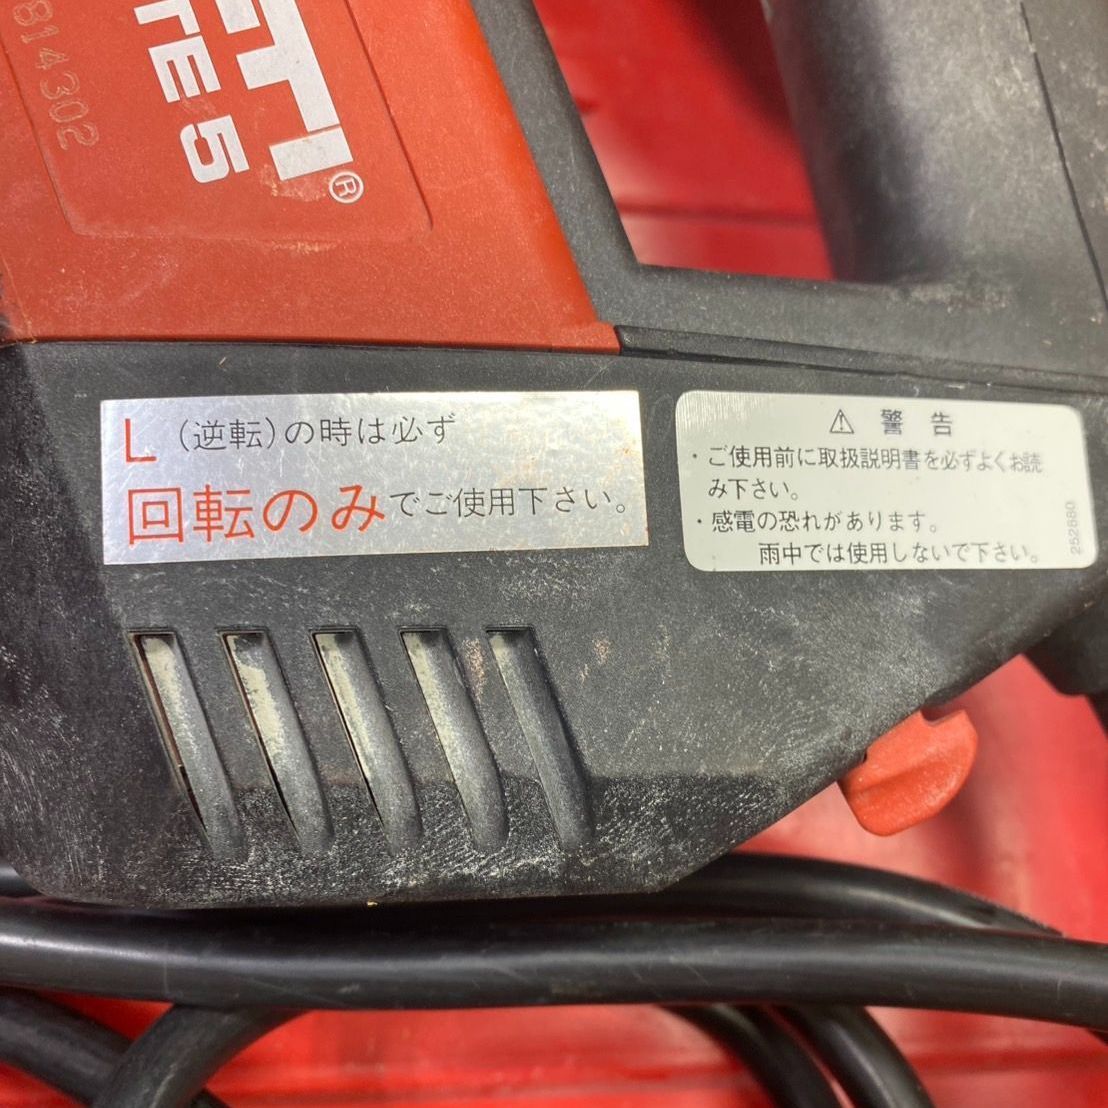 814302
TE 5
LTI®
L（逆転）の時は必ず
回転のみでご使用下さい。
⚠ 警告
・ご使用前に取扱説明書を必ずよくお読
み下さい。
・感電の恐れがあります。
雨中では使用しないで下さい。
252880